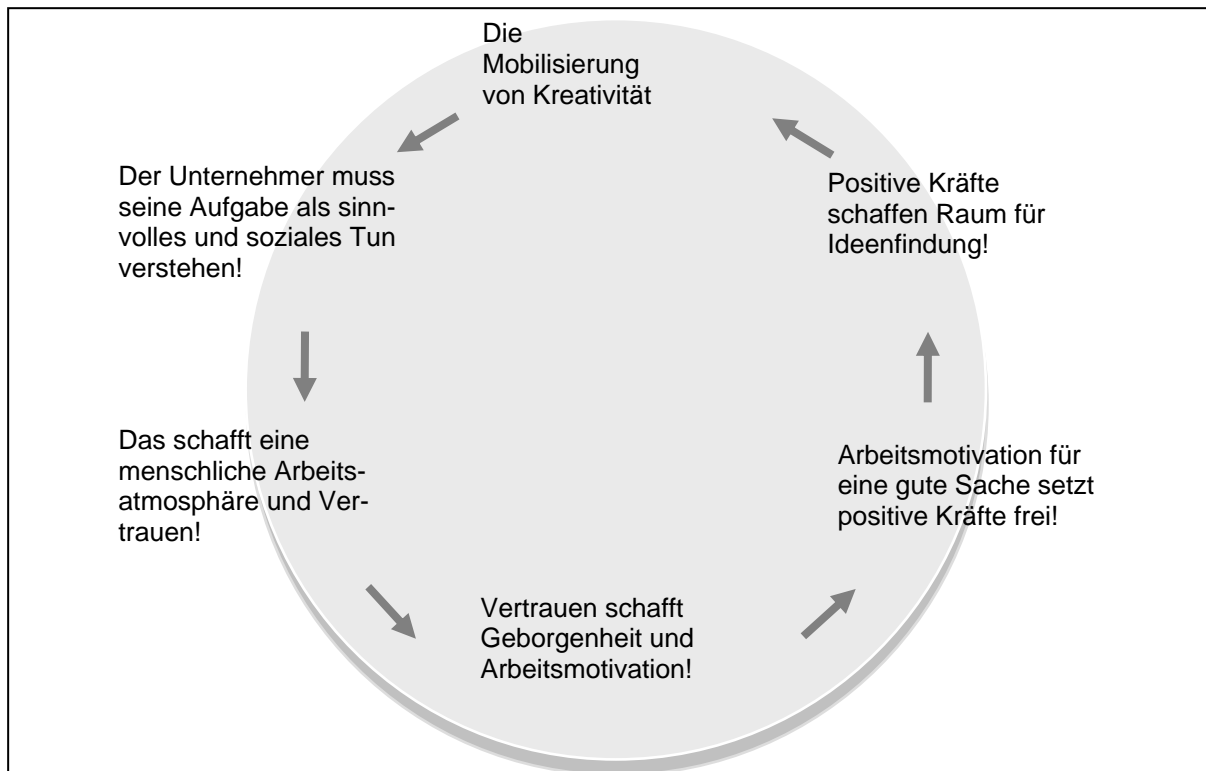 Die
Mobilisierung
von Kreativität
Der Unternehmer muss
seine Aufgabe als sinn-
volles und soziales Tun
verstehen!
Das schafft eine
menschliche Arbeits-
atmosphäre und Ver-
trauen!
Vertrauen schafft
Geborgenheit und
Arbeitsmotivation!
Arbeitsmotivation für
eine gute Sache setzt
positive Kräfte frei!
Positive Kräfte
schaffen Raum für
Ideenfindung!